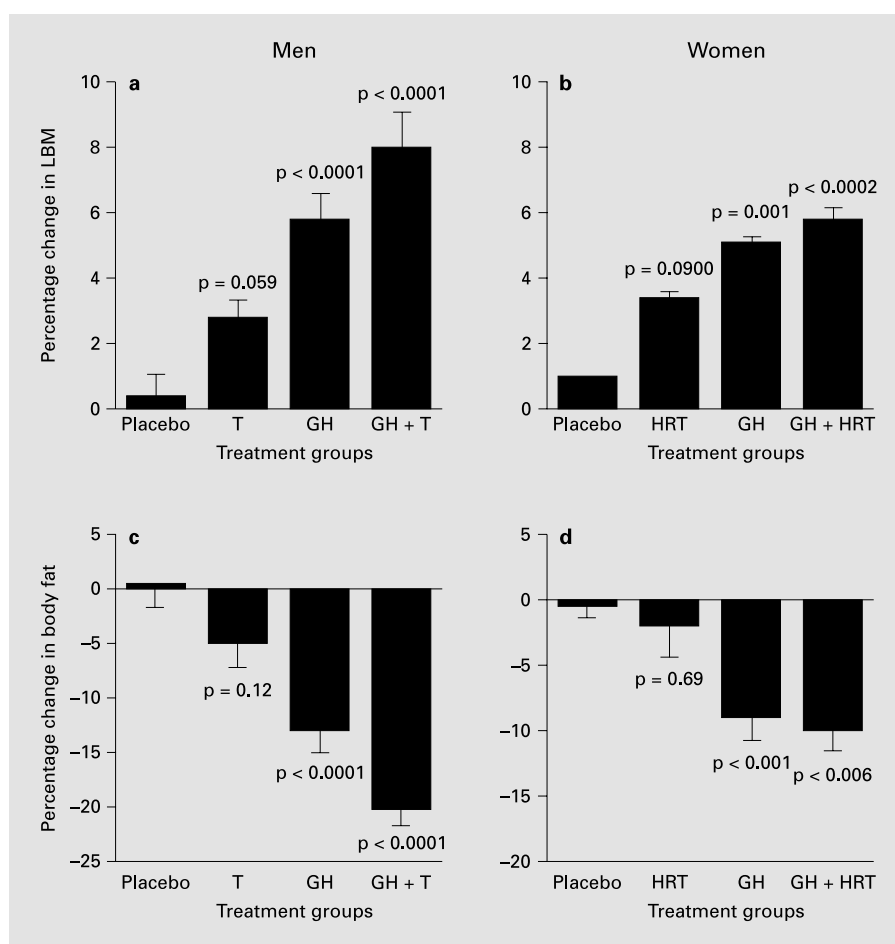 Men
Women
a
Percentage change in LBM
10
8
6
4
2
0
p = 0.059
p < 0.0001
p < 0.0001
Placebo T GH GH + T
Treatment groups
b
10
8
6
4
2
0
p = 0.0900
p = 0.001
p < 0.0002
Placebo HRT GH GH + HRT
Treatment groups
c
Percentage change in body fat
5
0
–5
–10
–15
–20
–25
p = 0.12
p < 0.0001
p < 0.0001
Placebo T GH GH + T
Treatment groups
d
5
0
–5
–10
–15
–20
p = 0.69
p < 0.001
p < 0.006
Placebo HRT GH GH + HRT
Treatment groups